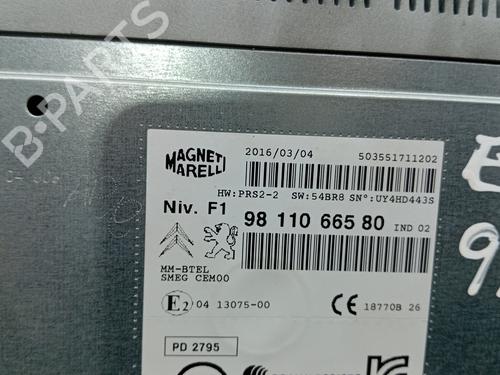 MAGNETI
MARELLI
2016/03/04 503551711202
HW:PRS2-2 SW:54BR8 SN°:UY4HD443S
Niv. F1 98 110 665 80 IND 02
MM-BTEL
SMEG CEM00
E2 04 13075-00 CE 18770B 26
PD 2795
B-PARTS